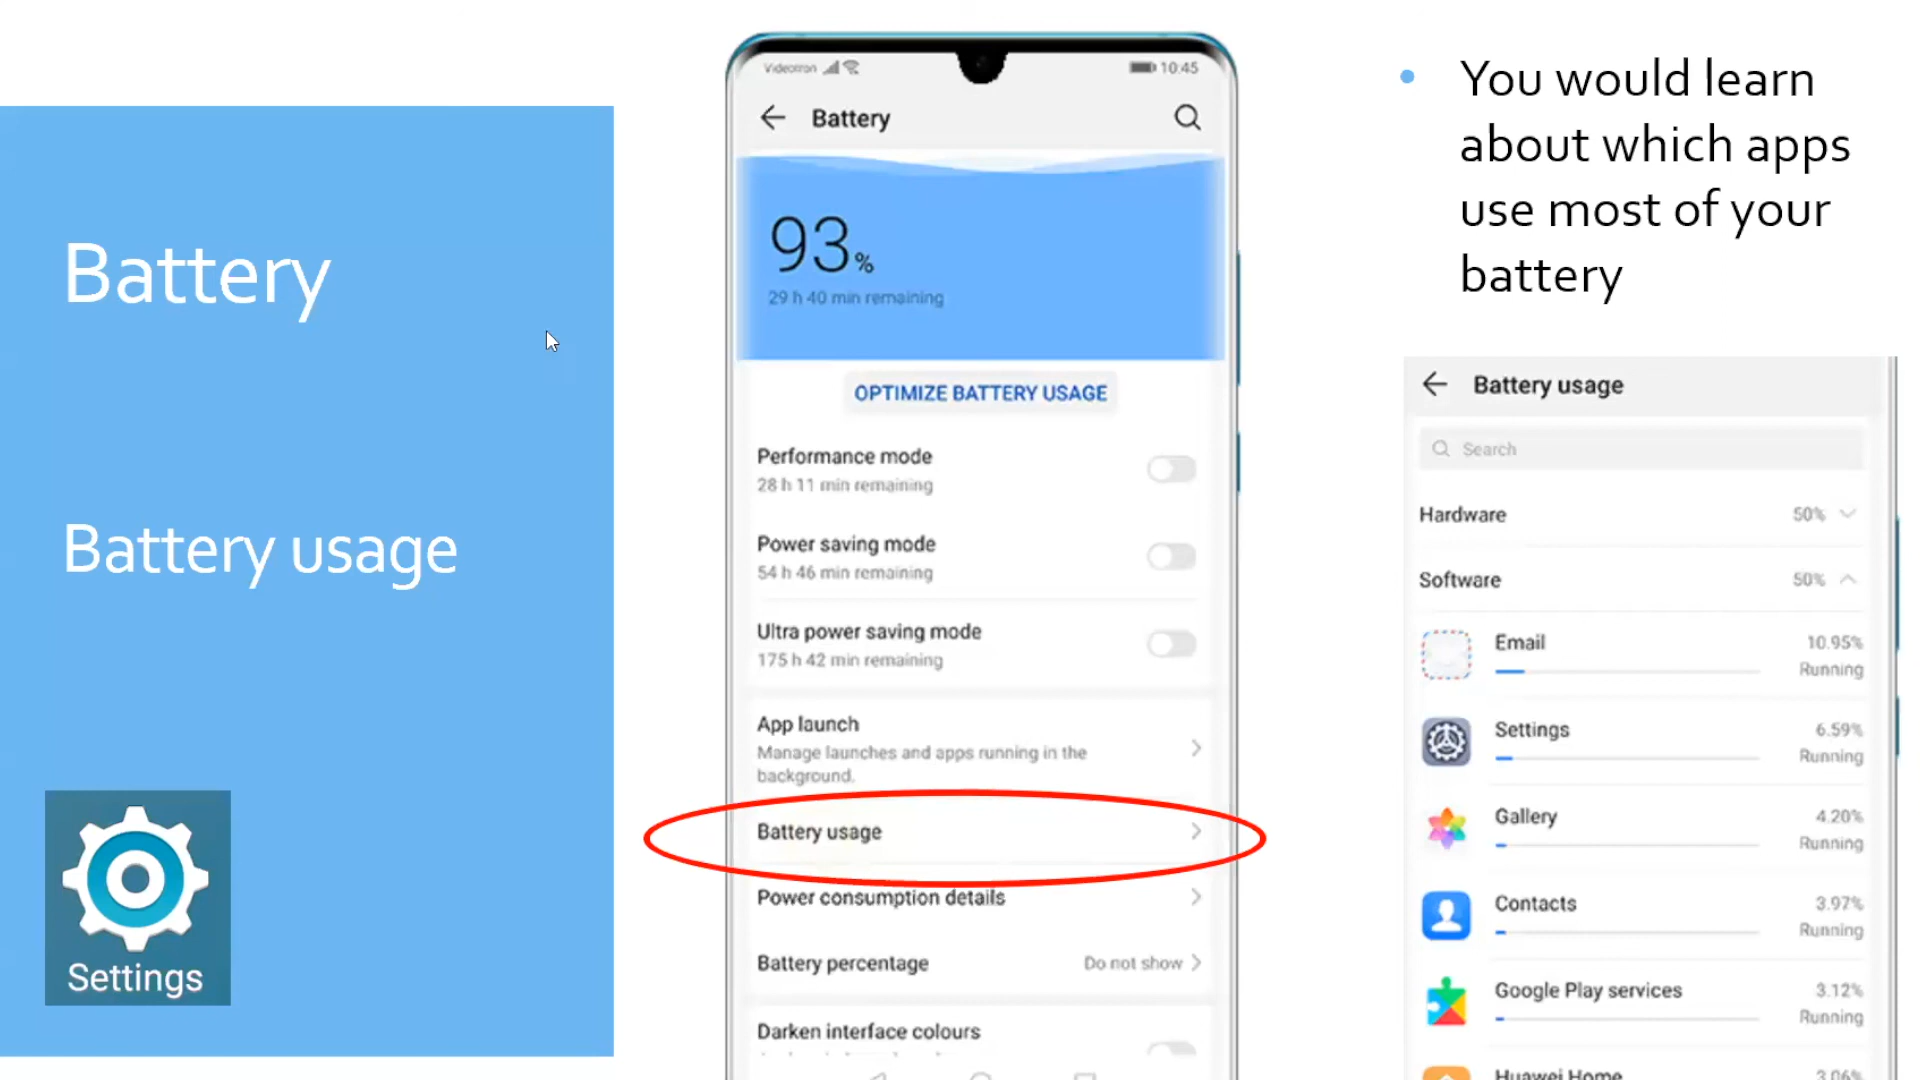 Battery
Battery usage
Settings
Videotron
10:45
Battery
93%
29 h 40 min remaining
OPTIMIZE BATTERY USAGE
Performance mode
28 h 11 min remaining
Power saving mode
54 h 46 min remaining
Ultra power saving mode
175 h 42 min remaining
App launch
Manage launches and apps running in the
background.
Battery usage
Power consumption details
Battery percentage Do not show
Darken interface colours
• You would learn
about which apps
use most of your
battery
Battery usage
Search
Hardware 50%
Software 50%
Email 10.95%
Running
Settings 6.59%
Running
Gallery 4.20%
Running
Contacts 3.97%
Running
Google Play services 3.12%
Running
Huawei Home 3.06%